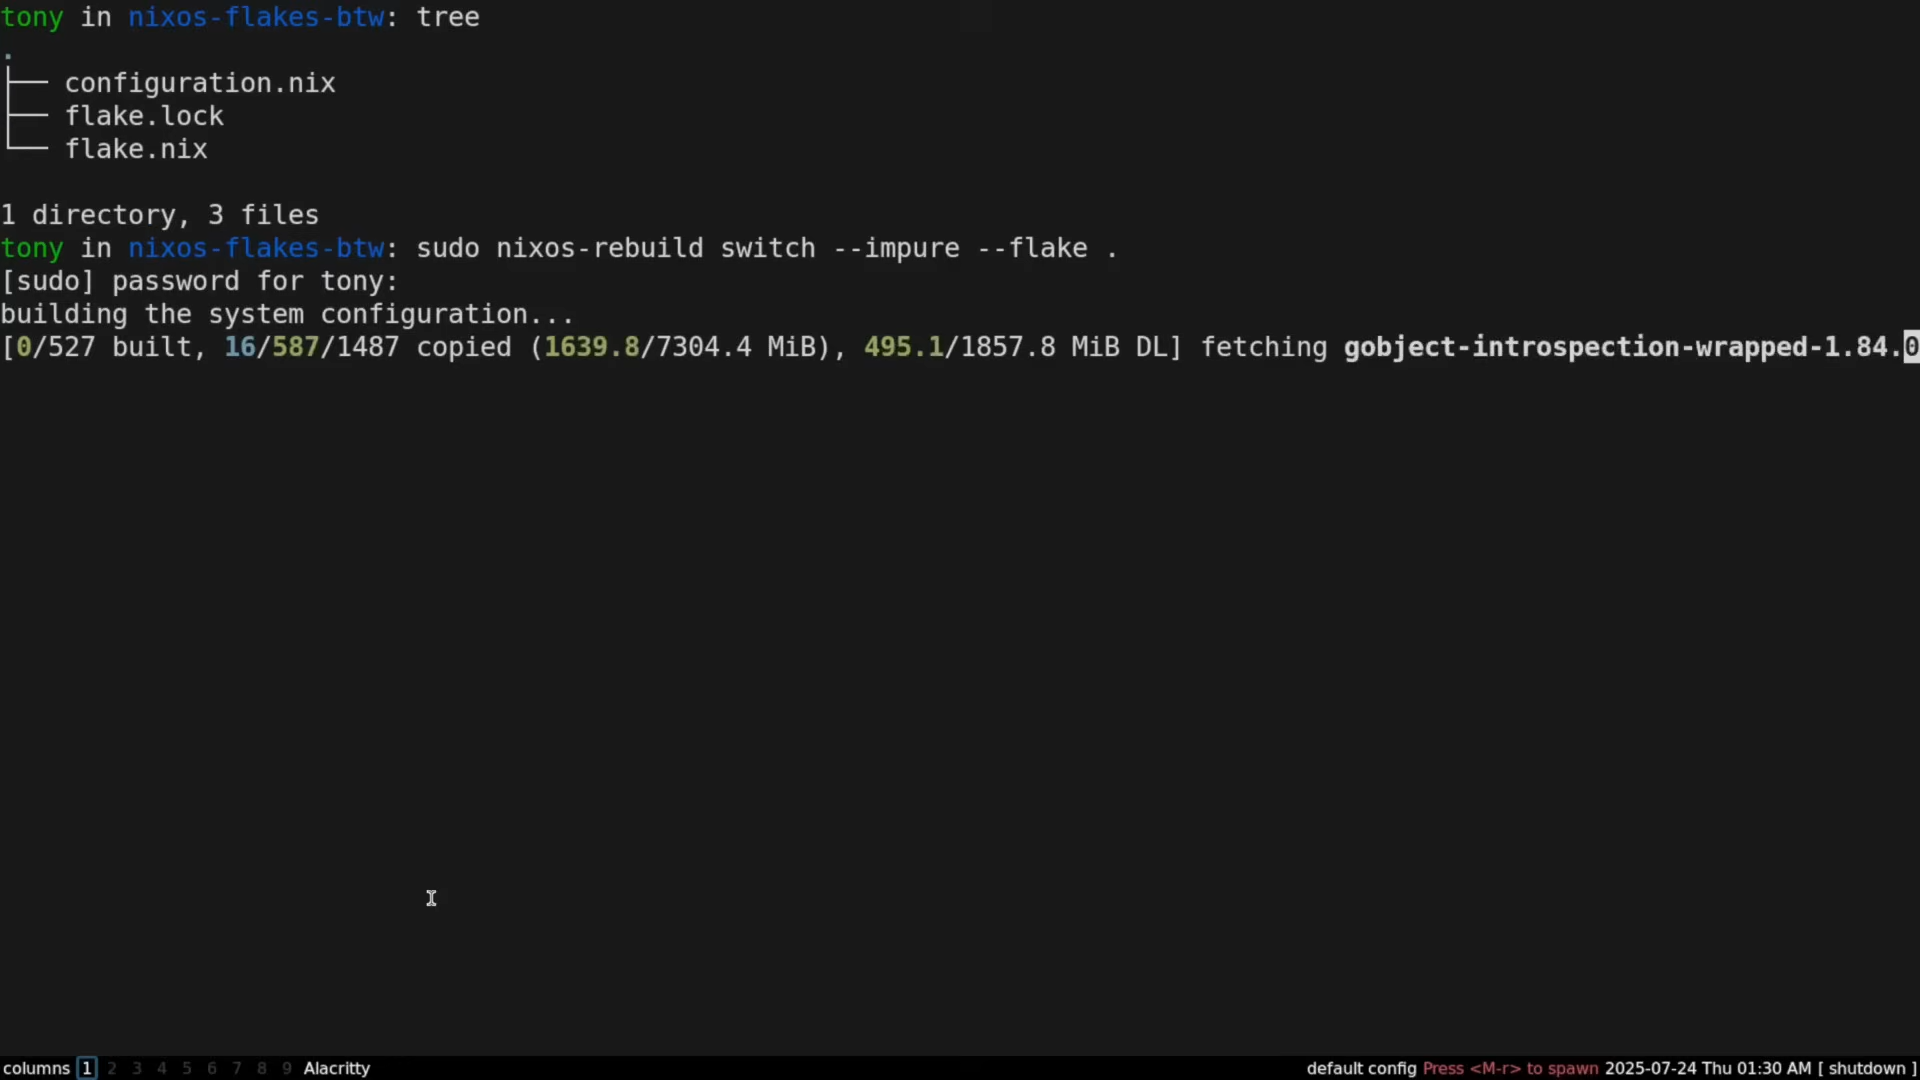 tony in nixos-flakes-btw: tree
.
├── configuration.nix
├── flake.lock
└── flake.nix
1 directory, 3 files
tony in nixos-flakes-btw: sudo nixos-rebuild switch --impure --flake .
[sudo] password for tony:
building the system configuration...
[0/527 built, 16/587/1487 copied (1639.8/7304.4 MiB), 495.1/1857.8 MiB DL] fetching gobject-introspection-wrapped-1.84.0
columns 1 2 3 4 5 6 7 8 9 Alacritty default config Press <M-r> to spawn 2025-07-24 Thu 01:30 AM [ shutdown ]